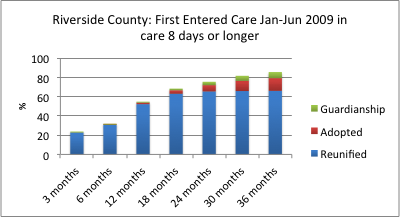 Riverside County: First Entered Care Jan-Jun 2009 in
care 8 days or longer
100
80
60
40
20
0
%
3 months
6 months
12 months
18 months
24 months
30 months
36 months
Guardianship
Adopted
Reunified